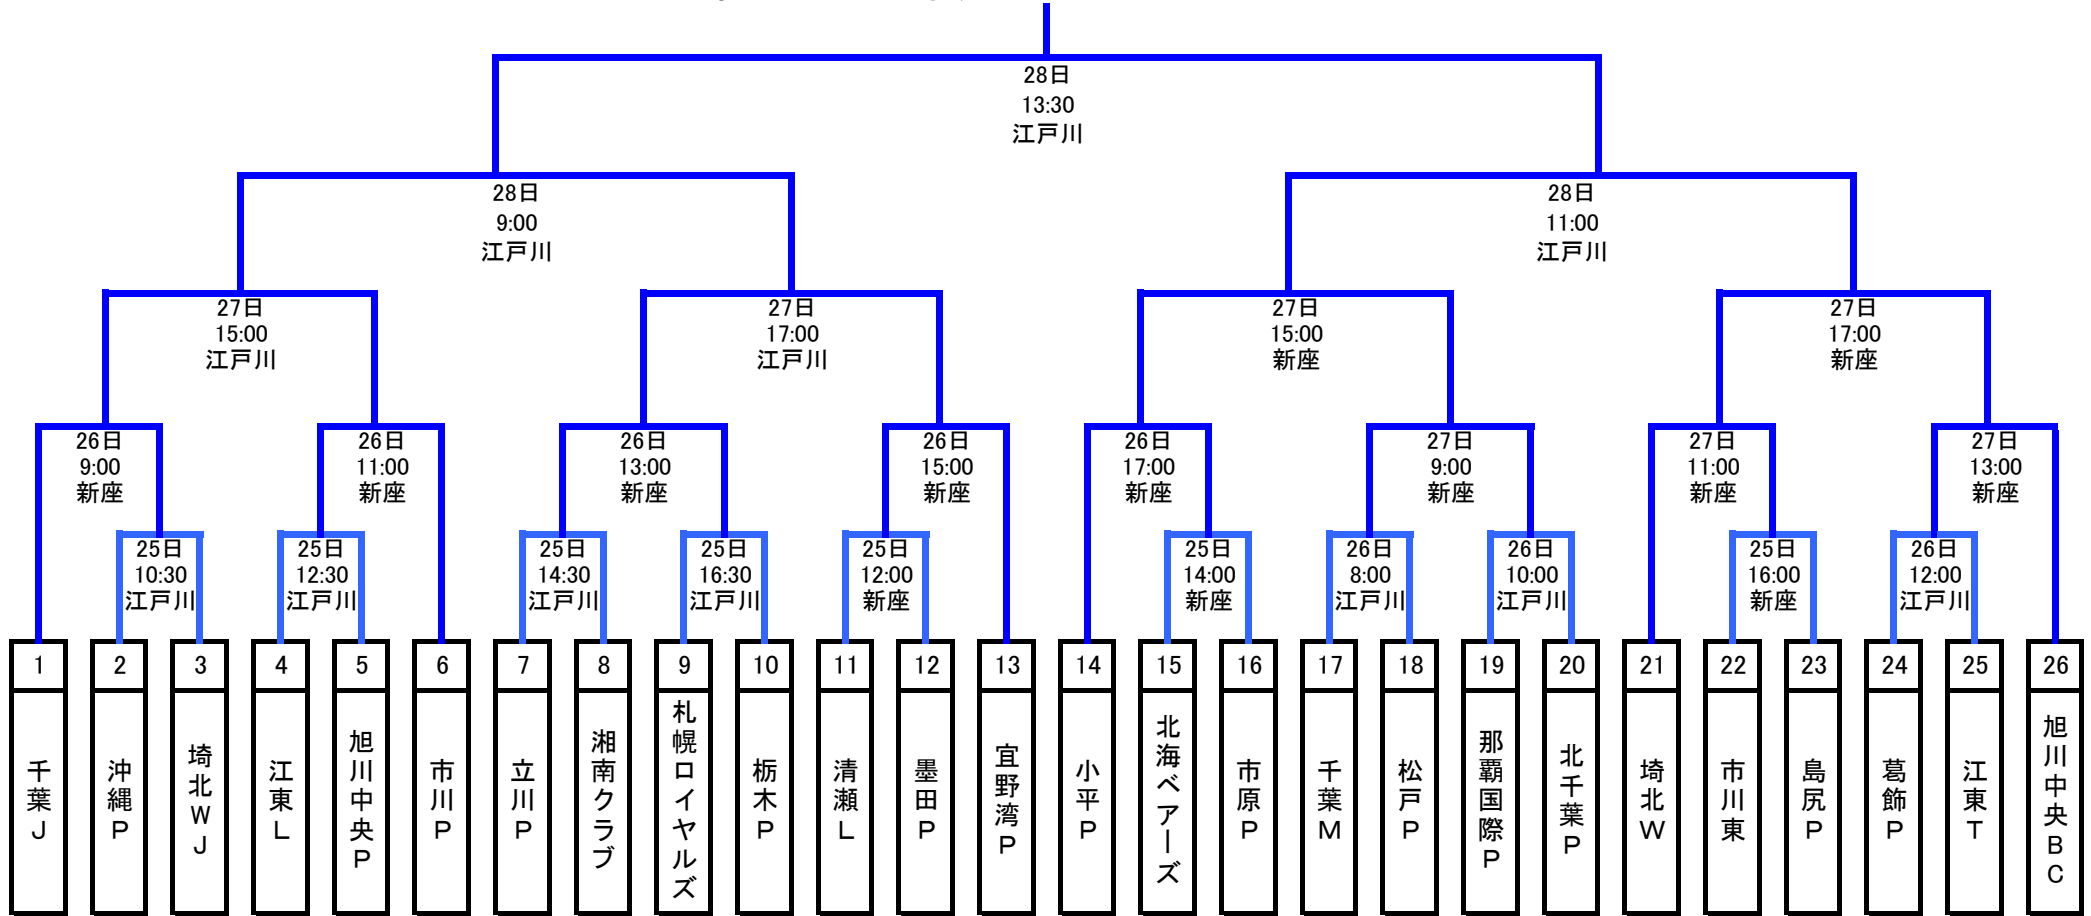 28日
13:30
江戸川
28日
9:00
江戸川
28日
11:00
江戸川
27日
15:00
江戸川
27日
17:00
江戸川
27日
15:00
新座
27日
17:00
新座
26日
9:00
新座
26日
11:00
新座
26日
13:00
新座
26日
15:00
新座
26日
17:00
新座
27日
9:00
新座
27日
11:00
新座
27日
13:00
新座
25日
10:30
江戸川
25日
12:30
江戸川
25日
14:30
江戸川
25日
16:30
江戸川
25日
12:00
新座
25日
14:00
新座
26日
8:00
江戸川
26日
10:00
江戸川
25日
16:00
新座
26日
12:00
江戸川
1
千葉J
2
沖縄P
3
埼北WJ
4
江東L
5
旭川中央P
6
市川P
7
立川P
8
湘南クラブ
9
札幌ロイヤルズ
10
栃木P
11
清瀬L
12
墨田P
13
宜野湾P
14
小平P
15
北海ベアーズ
16
市原P
17
千葉M
18
松戸P
19
那覇国際P
20
北千葉P
21
埼北W
22
市川東
23
島尻P
24
葛飾P
25
江東T
26
旭川中央BC